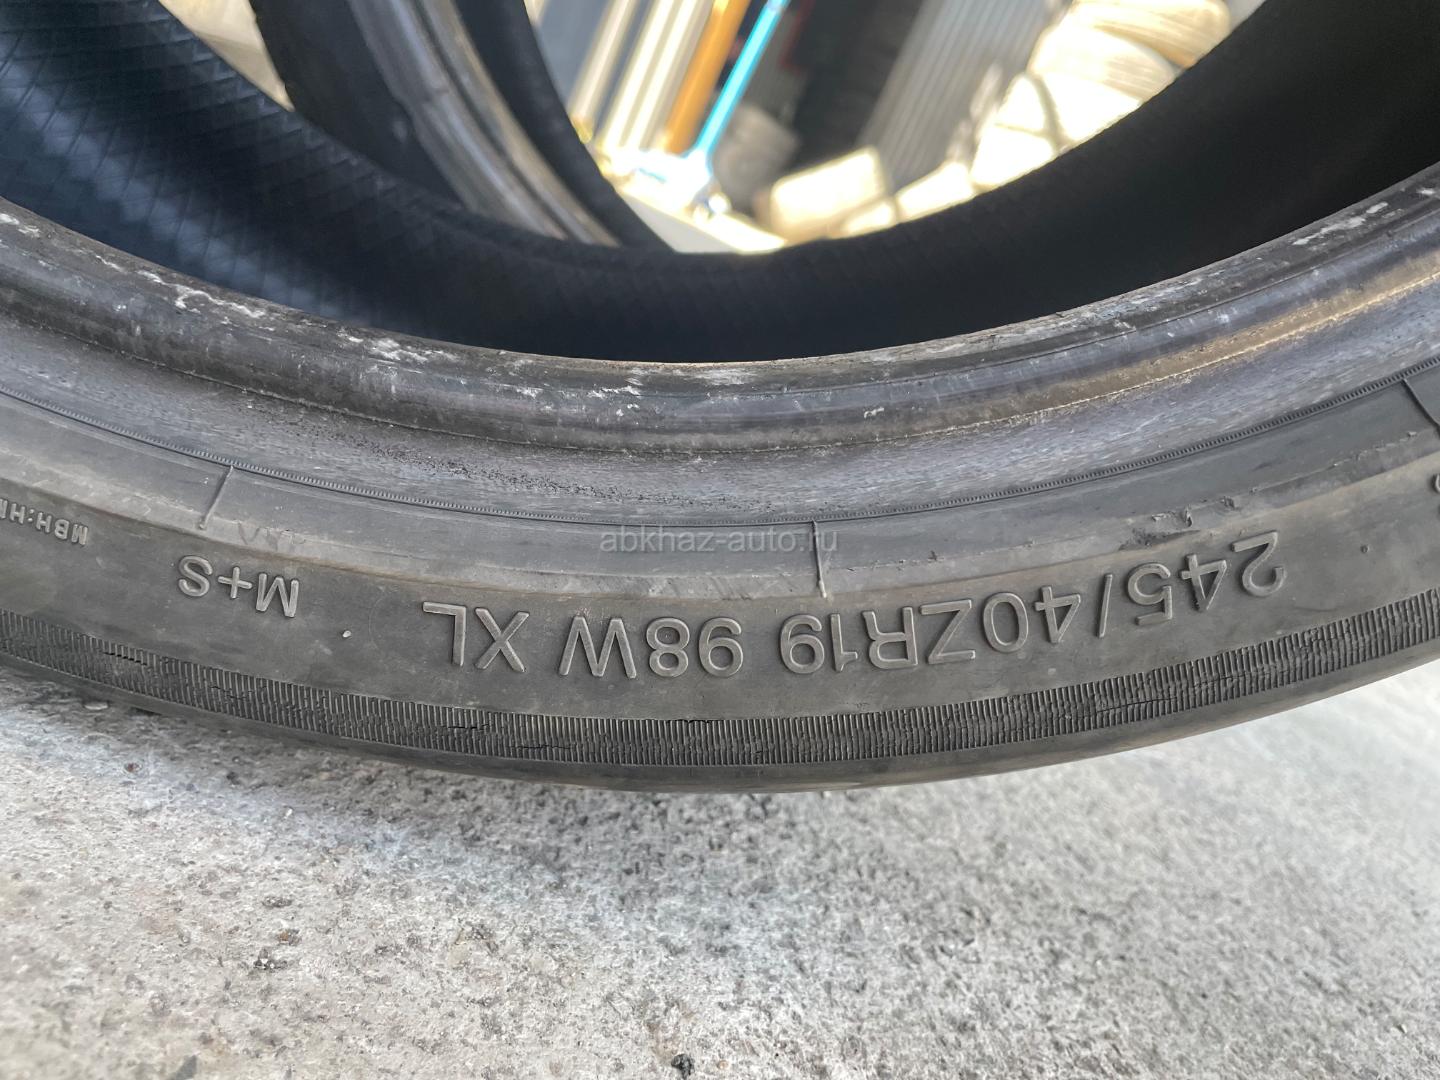 245/40ZR19 98W XL M+S
abkhaz-auto.ru